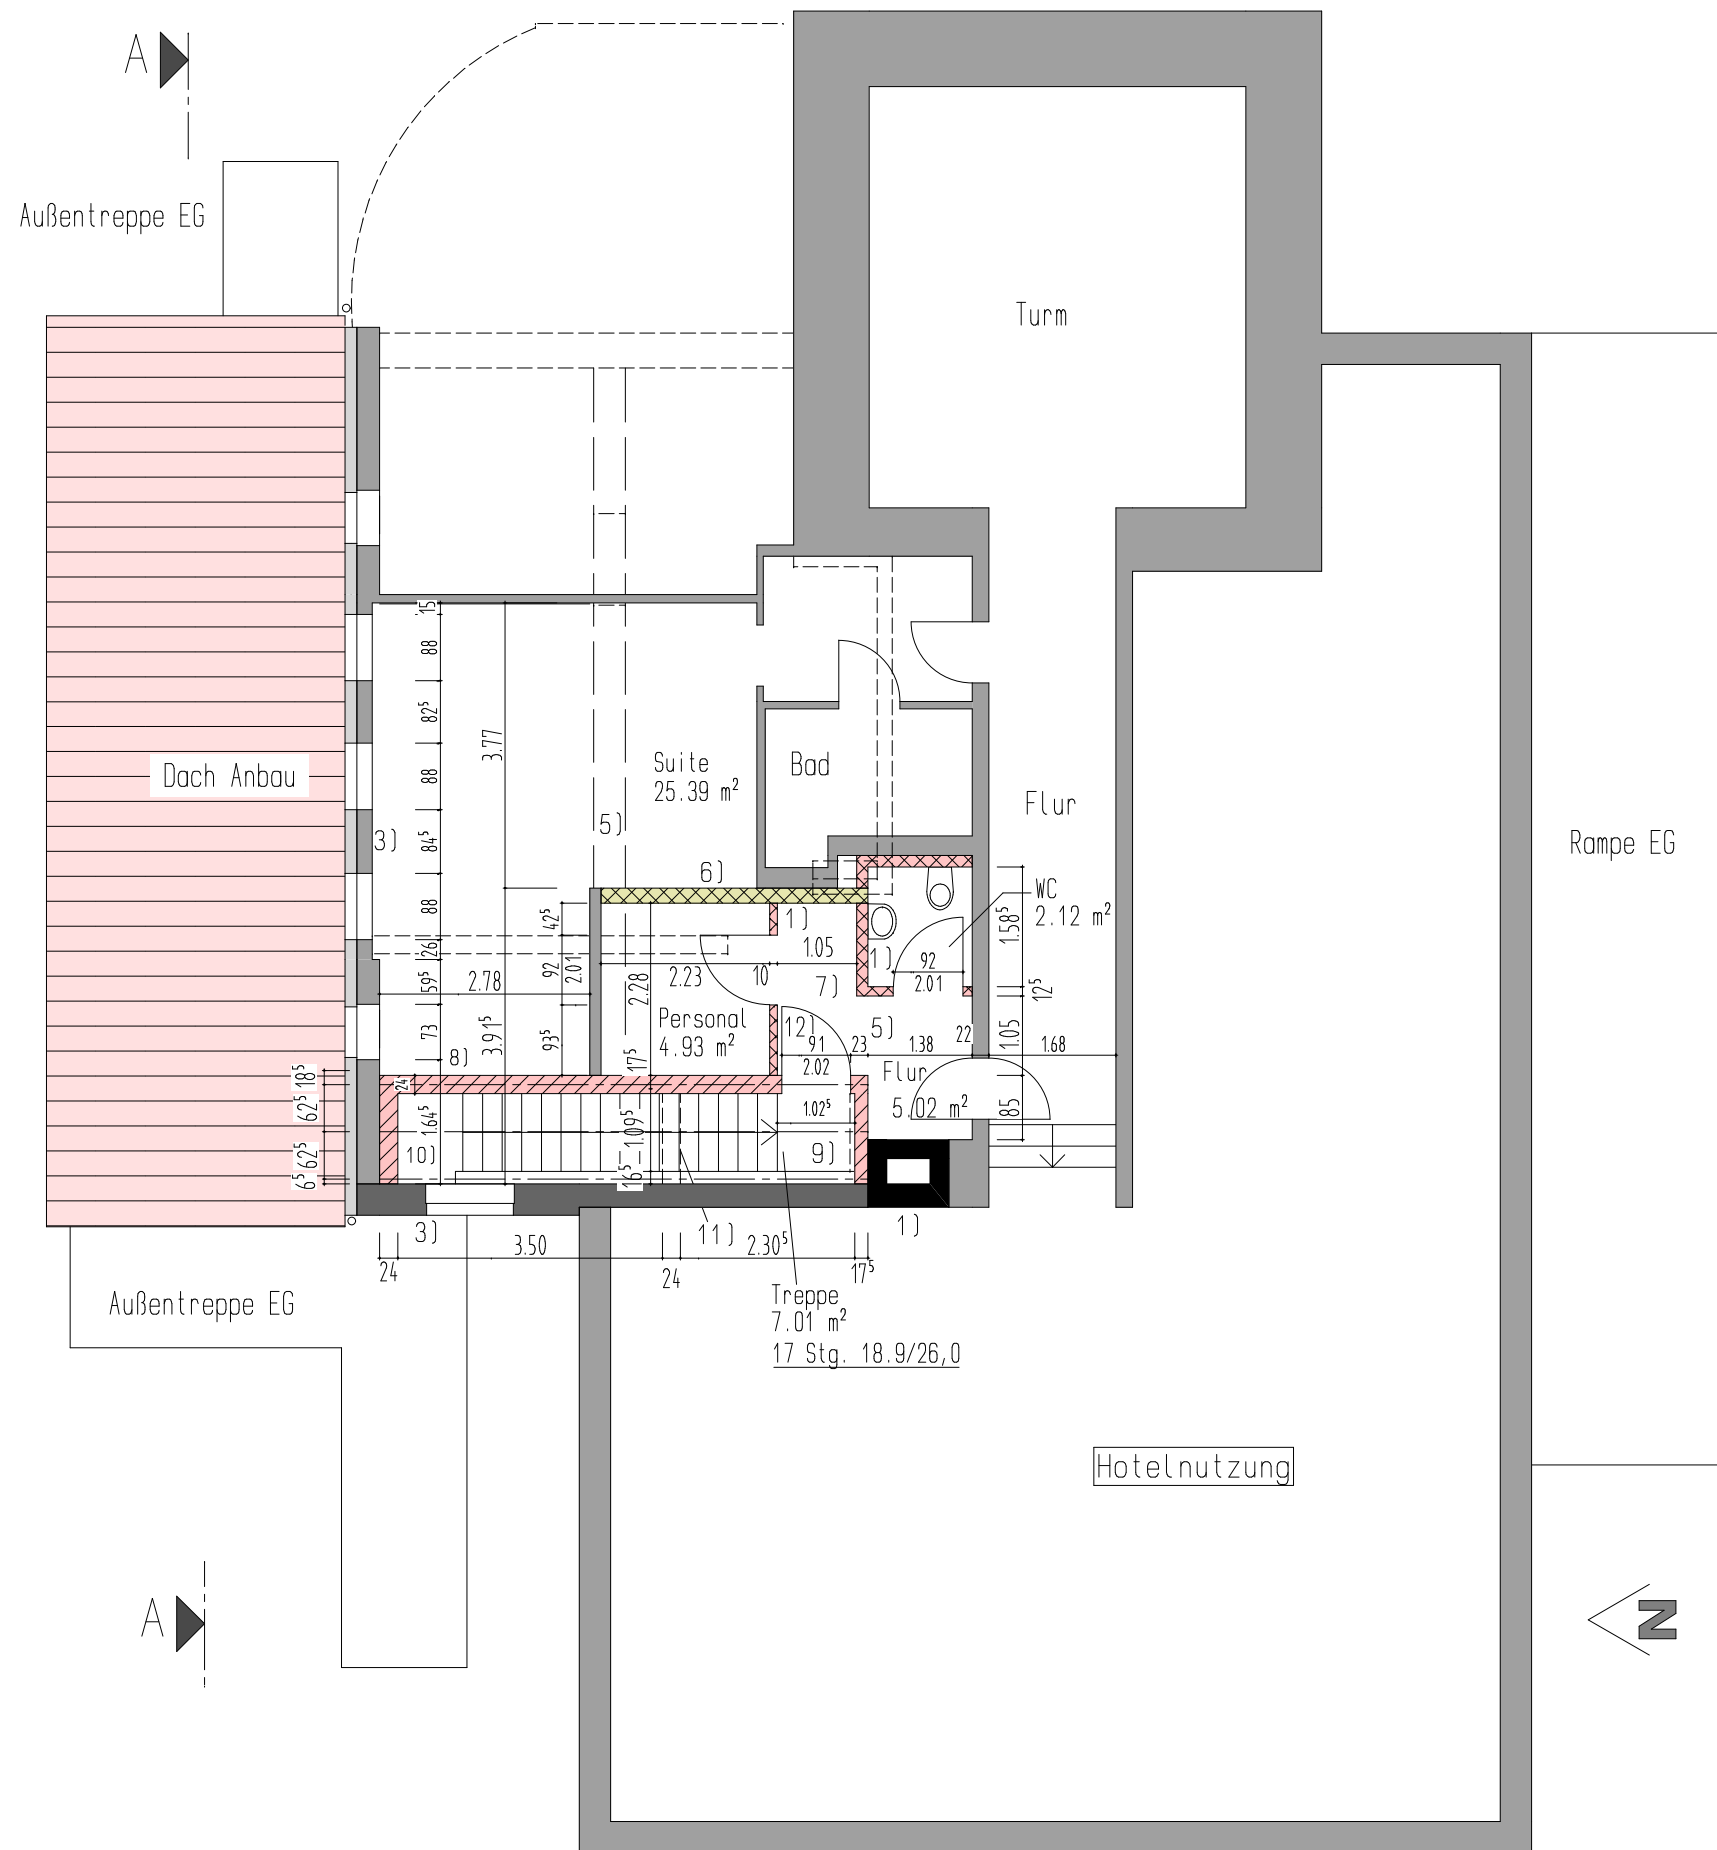 A
Außentreppe EG
Turm
15
88
82⁵
3.77
Suite
25.39 m²
Bad
Dach Anbau
88
Flur
3)
84⁵
5)
Rampe EG
6)
88
WC
2.12 m²
42⁵
1)
1.58⁵
26
1.05
1)
92
2.01
92
2.01
2.23
10
59⁵
2.78
2.28
7)
12⁵
Personal
4.93 m²
12)
5)
22
1.05
73
3.91⁵
93⁵
8)
17⁵
91
2.02
23
1.38
1.68
Flur
5.02 m²
18⁵
24
62⁵
1.64⁵
1.09⁵
1.02⁵
85
62⁵
10)
9)
6⁵
16⁵
3)
11)
1)
3.50
2.30⁵
24
24
17⁵
Außentreppe EG
Treppe
7.01 m²
17 Stg. 18.9/26,0
Hotelnutzung
A
N